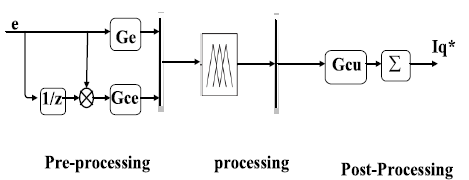 e
Ge
Iq*
Gcu
Σ
1/z
Gce
Pre-processing
processing
Post-Processing